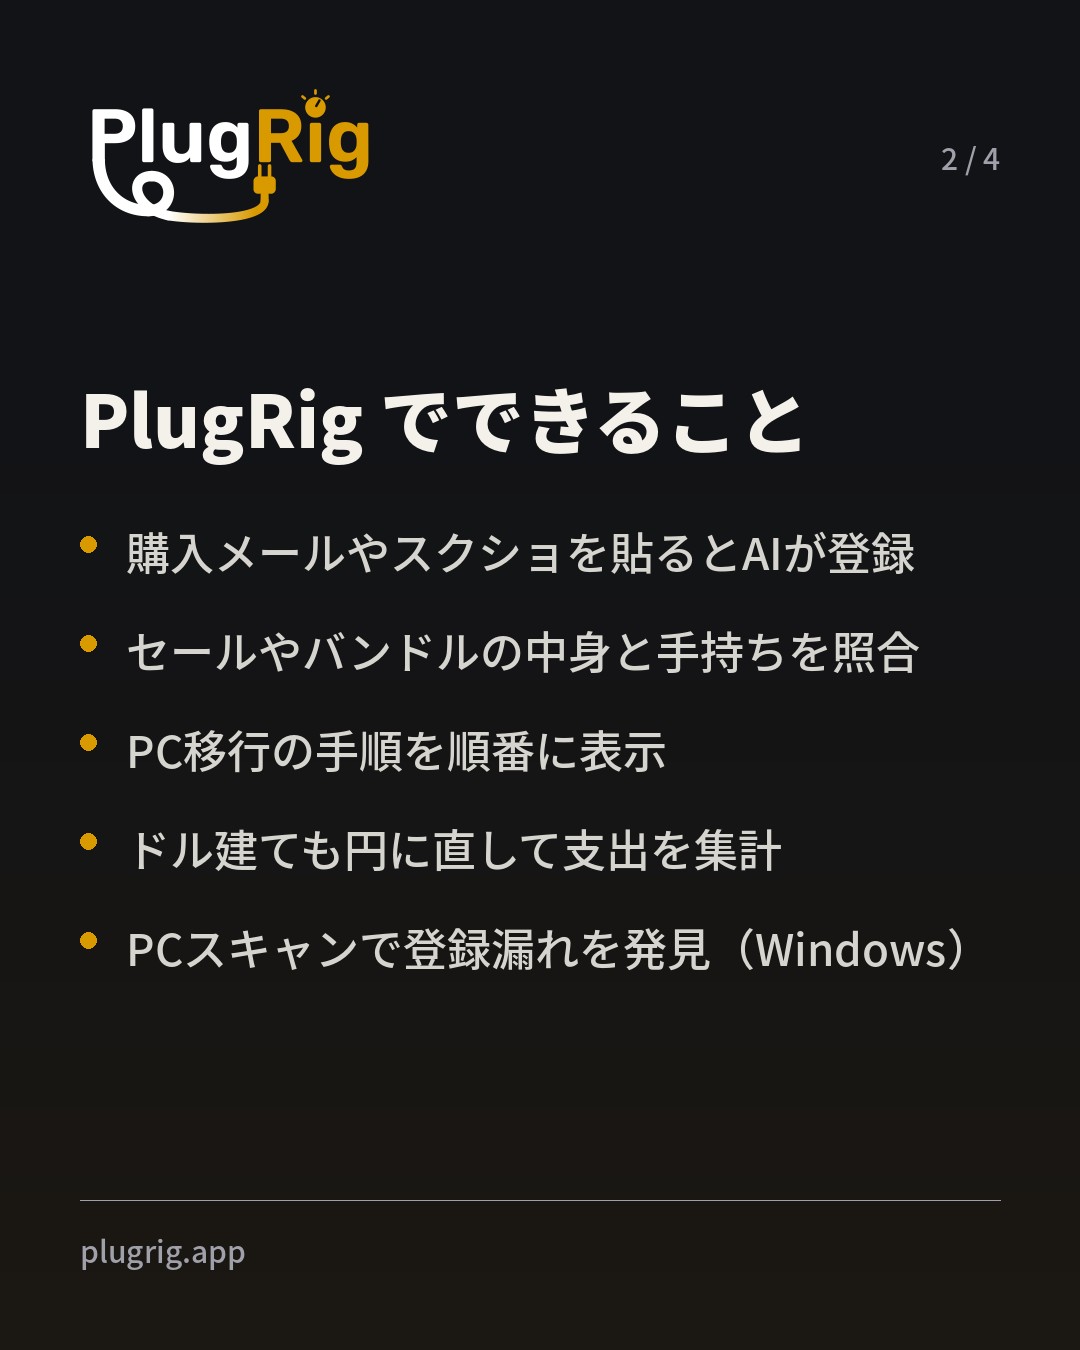 PlugRig
2 / 4
PlugRig でできること
購入メールやスクショを貼るとAIが登録
セールやバンドルの中身と手持ちを照合
PC移行の手順を順番に表示
ドル建ても円に直して支出を集計
PCスキャンで登録漏れを発見（Windows）
plugrig.app